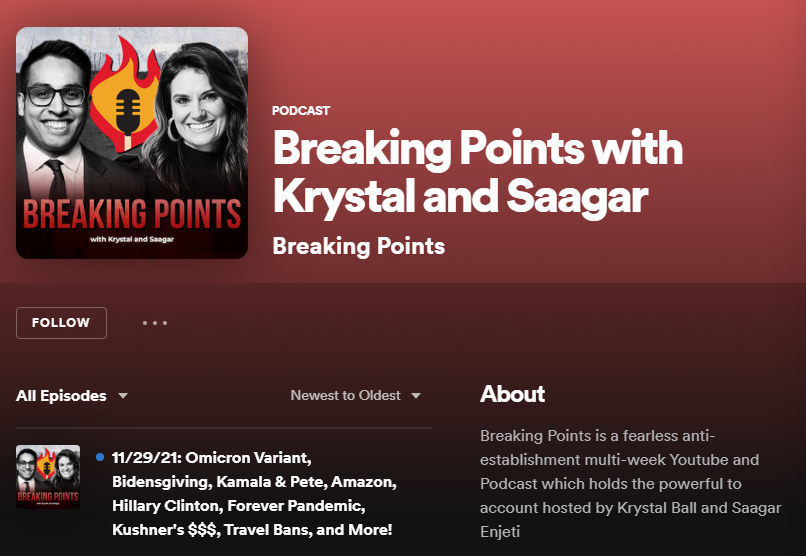 BREAKING POINTS
with Krystal and Saagar
PODCAST
Breaking Points with
Krystal and Saagar
Breaking Points
FOLLOW
All Episodes
Newest to Oldest
BREAKING POINTS
11/29/21: Omicron Variant,
Bidensgiving, Kamala & Pete, Amazon,
Hillary Clinton, Forever Pandemic,
Kushner's $$$, Travel Bans, and More!
About
Breaking Points is a fearless anti-
establishment multi-week Youtube and
Podcast which holds the powerful to
account hosted by Krystal Ball and Saagar
Enjeti